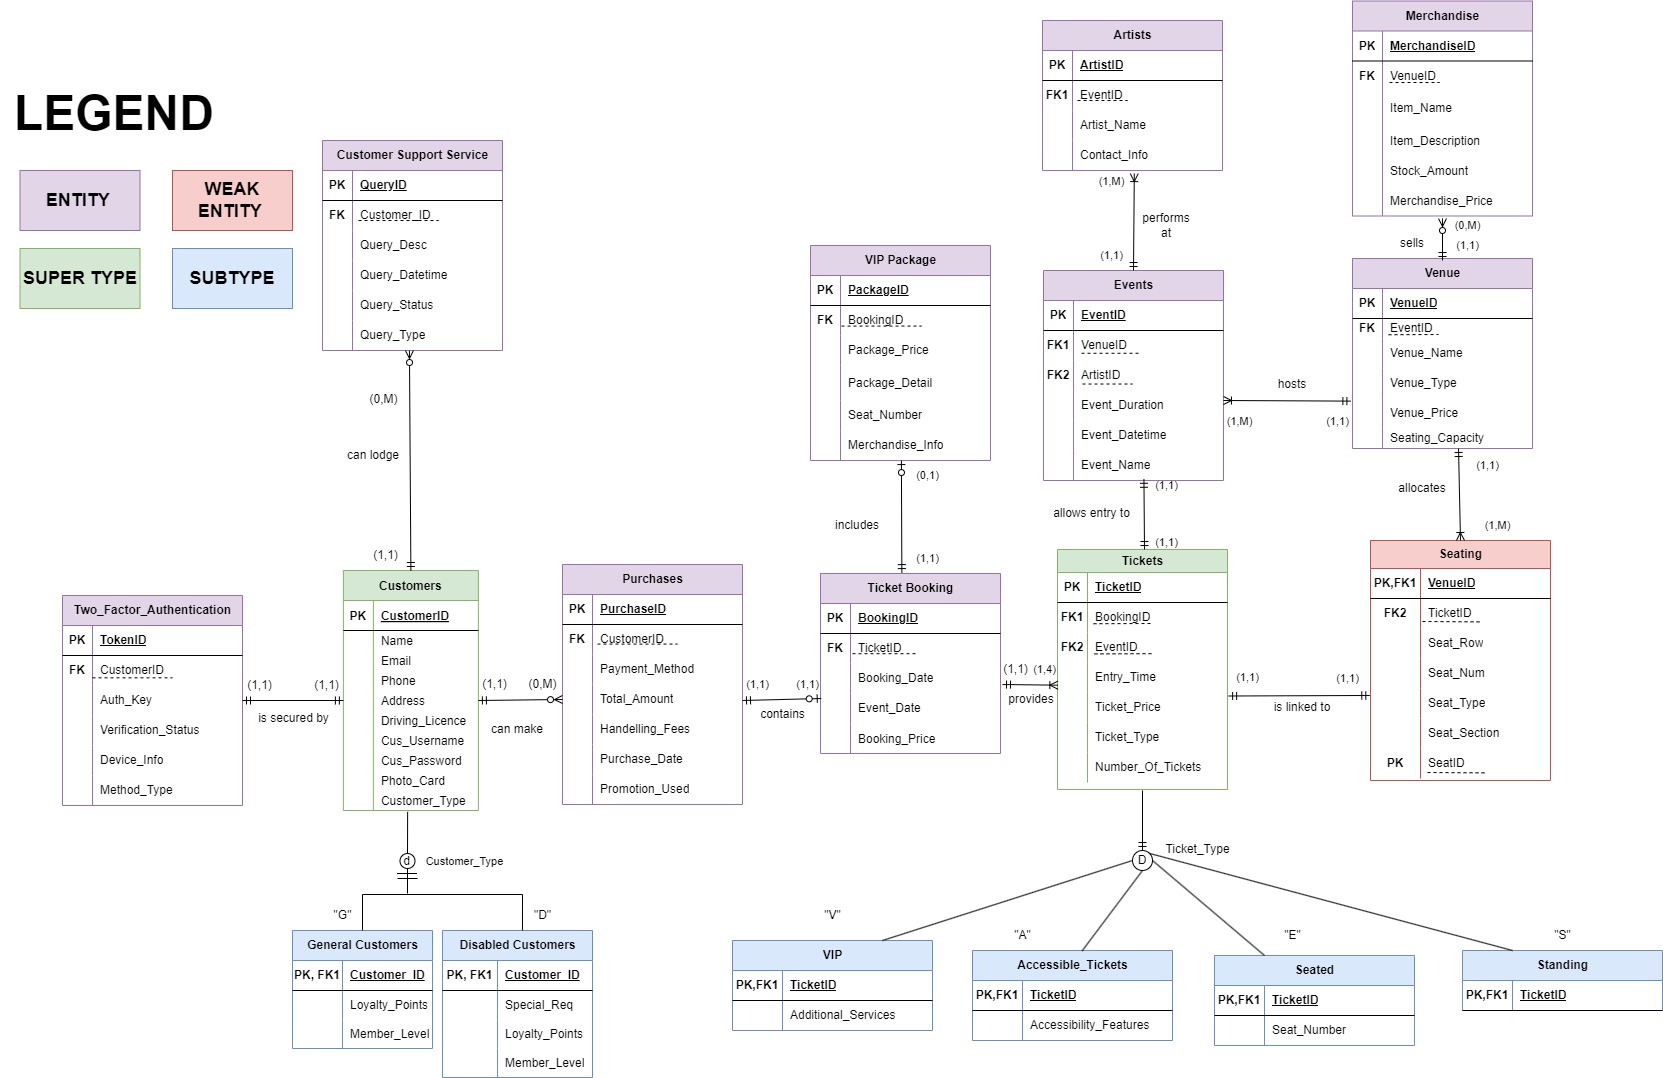 LEGEND
ENTITY
WEAK
ENTITY
SUPER TYPE
SUBTYPE
Customer Support Service
PK QueryID
FK Customer_ID
Query_Desc
Query_Datetime
Query_Status
Query_Type
(0,M)
can lodge
(1,1)
Artists
PK ArtistID
FK1 EventID
Artist_Name
Contact_Info
(1,M)
performs
at
(1,1)
Merchandise
PK MerchandiseID
FK VenueID
Item_Name
Item_Description
Stock_Amount
Merchandise_Price
(0,M)
sells
(1,1)
VIP Package
PK PackageID
FK BookingID
Package_Price
Package_Detail
Seat_Number
Merchandise_Info
(0,1)
includes
(1,1)
Events
PK EventID
FK1 VenueID
FK2 ArtistID
Event_Duration
Event_Datetime
Event_Name
hosts
(1,M)
(1,1)
Venue
PK VenueID
FK EventID
Venue_Name
Venue_Type
Venue_Price
Seating_Capacity
(1,1)
allocates
(1,M)
(1,1)
allows entry to
(1,1)
Two_Factor_Authentication
PK TokenID
FK CustomerID
Auth_Key
Verification_Status
Device_Info
Method_Type
(1,1)
(1,1)
is secured by
Customers
PK CustomerID
Name
Email
Phone
Address
Driving_Licence
Cus_Username
Cus_Password
Photo_Card
Customer_Type
(1,1)
(0,M)
can make
Purchases
PK PurchaseID
FK CustomerID
Payment_Method
Total_Amount
Handelling_Fees
Purchase_Date
Promotion_Used
(1,1)
(1,1)
contains
Ticket Booking
PK BookingID
FK TicketID
Booking_Date
Event_Date
Booking_Price
(1,1)
(1,4)
provides
Tickets
PK TicketID
FK1 BookingID
FK2 EventID
Entry_Time
Ticket_Price
Ticket_Type
Number_Of_Tickets
(1,1)
(1,1)
is linked to
Seating
PK,FK1 VenueID
FK2 TicketID
Seat_Row
Seat_Num
Seat_Type
Seat_Section
PK SeatID
d
Customer_Type
"G"
"D"
General Customers
PK, FK1 Customer_ID
Loyalty_Points
Member_Level
Disabled Customers
PK, FK1 Customer_ID
Special_Req
Loyalty_Points
Member_Level
D
Ticket_Type
"V"
"A"
"E"
"S"
VIP
PK,FK1 TicketID
Additional_Services
Accessible_Tickets
PK,FK1 TicketID
Accessibility_Features
Seated
PK,FK1 TicketID
Seat_Number
Standing
PK,FK1 TicketID